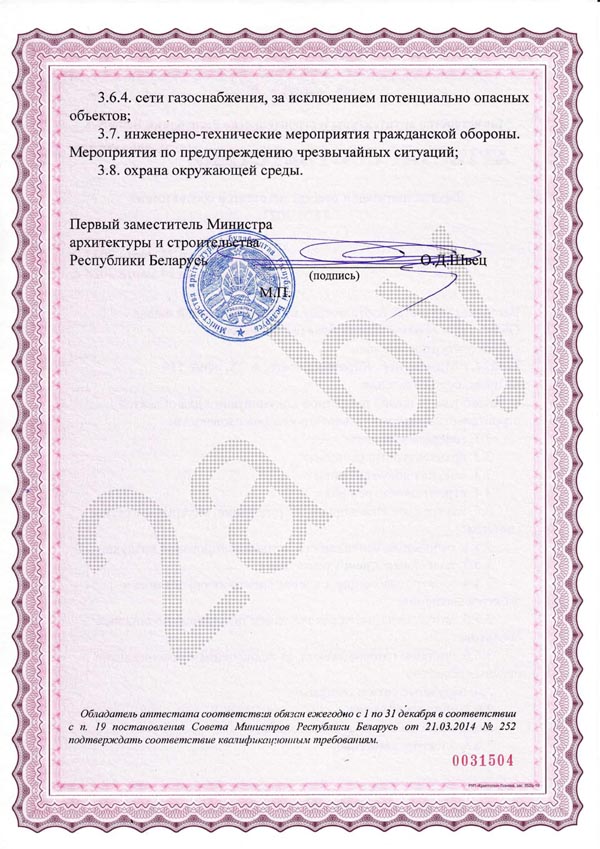 3.6.4. сети газоснабжения, за исключением потенциально опасных
объектов;
3.7. инженерно-технические мероприятия гражданской обороны.
Мероприятия по предупреждению чрезвычайных ситуаций;
3.8. охрана окружающей среды.
Первый заместитель Министра
архитектуры и строительства
Республики Беларусь
О.Д.Швец
(подпись)
М.П.
2a.by
Обладатель аттестата соответствия обязан ежегодно с 1 по 31 декабря в соответствии
с п. 19 постановления Совета Министров Республики Беларусь от 21.03.2014 № 252
подтверждать соответствие квалификационным требованиям.
0031504